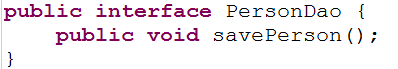 public interface PersonDao {
    public void savePerson();
}